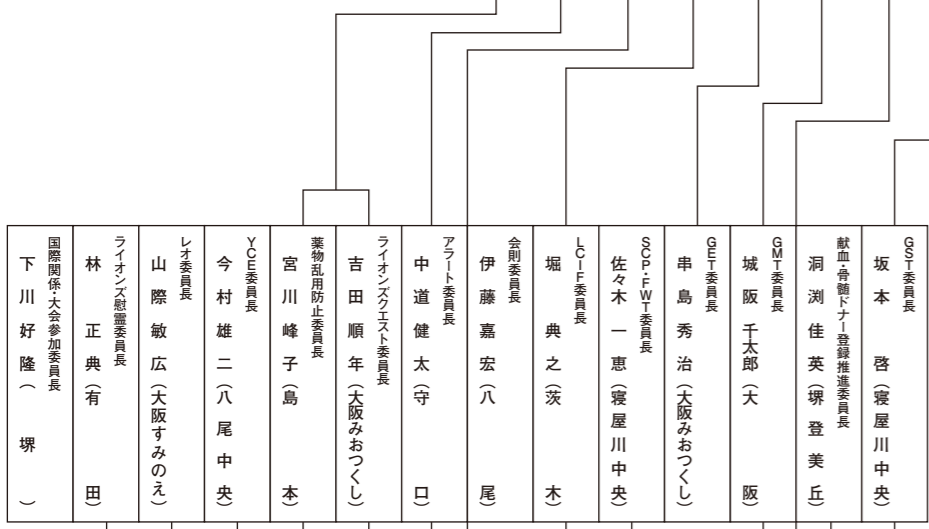 GST委員長
坂本 啓（寝屋川中央）
献血・骨髄ドナー登録推進委員長
洞渕佳英（堺登美丘）
GMT委員長
城阪千太郎（大阪）
GET委員長
串島秀治（大阪みおつくし）
SCP・FWT委員長
佐々木一恵（寝屋川中央）
LCIF委員長
堀 典之（茨木）
会則委員長
伊藤嘉宏（八尾）
アラート委員長
中道健太（守口）
ライオンズクエスト委員長
吉田順年（大阪みおつくし）
薬物乱用防止委員長
宮川峰子（島本）
YCE委員長
今村雄二（八尾中央）
レオ委員長
山際敏広（大阪すみのえ）
ライオンズ慰霊委員長
林 正典（有田）
国際関係・大会参加委員長
下川好隆（堺）